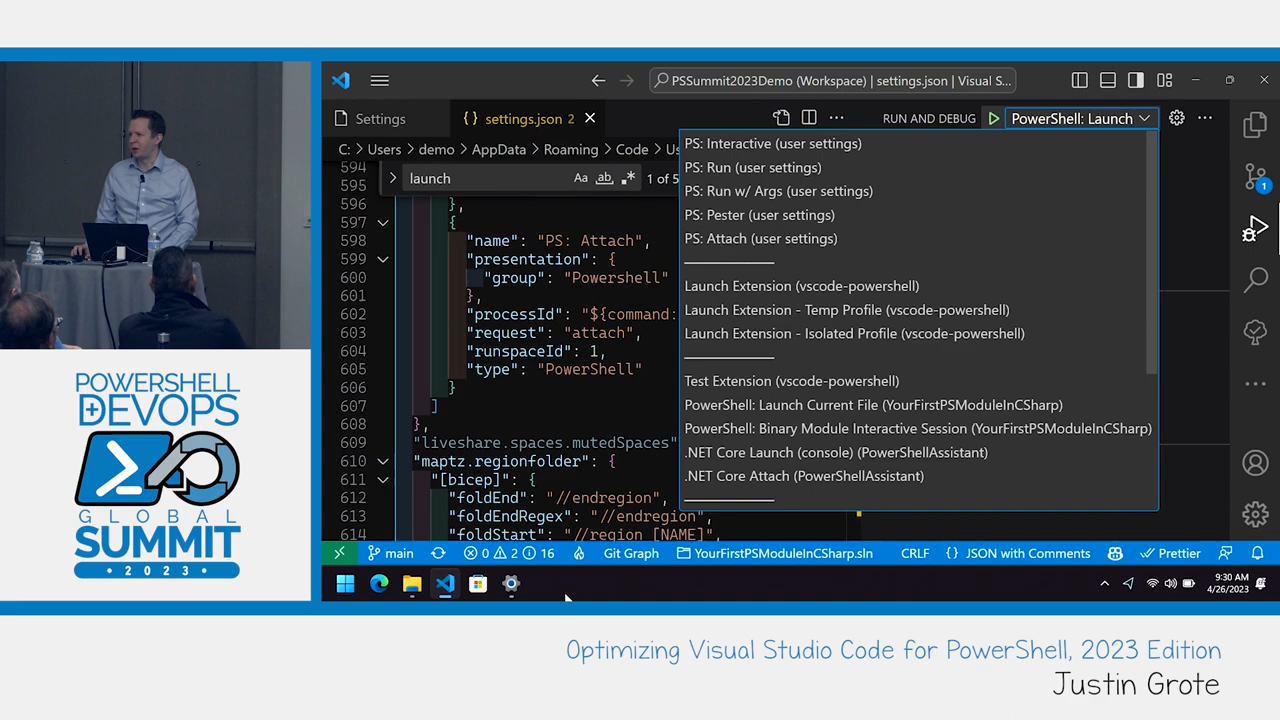 PSSummit2023Demo (Workspace) | settings.json | Visual S...
Settings
{} settings.json 2
RUN AND DEBUG
PowerShell: Launch
C: > Users > demo > AppData > Roaming > Code > Us
594
launch
Aa
ab
.*
1 of 5
595
596 },
597 {
598 "name": "PS: Attach",
599 "presentation": {
600 "group": "Powershell"
601 },
602 "processId": "${command:
603 "request": "attach",
604 "runspaceId": 1,
605 "type": "PowerShell"
606 }
607 ]
608 },
609 "liveshare.spaces.mutedSpaces"
610 "maptz.regionfolder": {
611 "[bicep]": {
612 "foldEnd": "//endregion",
613 "foldEndRegex": "//endregion",
614 "foldStart": "//region [NAME]",
PS: Interactive (user settings)
PS: Run (user settings)
PS: Run w/ Args (user settings)
PS: Pester (user settings)
PS: Attach (user settings)
Launch Extension (vscode-powershell)
Launch Extension - Temp Profile (vscode-powershell)
Launch Extension - Isolated Profile (vscode-powershell)
Test Extension (vscode-powershell)
PowerShell: Launch Current File (YourFirstPSModuleInCSharp)
PowerShell: Binary Module Interactive Session (YourFirstPSModuleInCSharp)
.NET Core Launch (console) (PowerShellAssistant)
.NET Core Attach (PowerShellAssistant)
1
main
0
2
16
Git Graph
YourFirstPSModuleInCSharp.sln
CRLF
{} JSON with Comments
Prettier
9:30 AM
4/26/2023
POWERSHELL
+DEVOPS
GLOBAL
SUMMIT
• 2023 •
Optimizing Visual Studio Code for PowerShell, 2023 Edition
Justin Grote